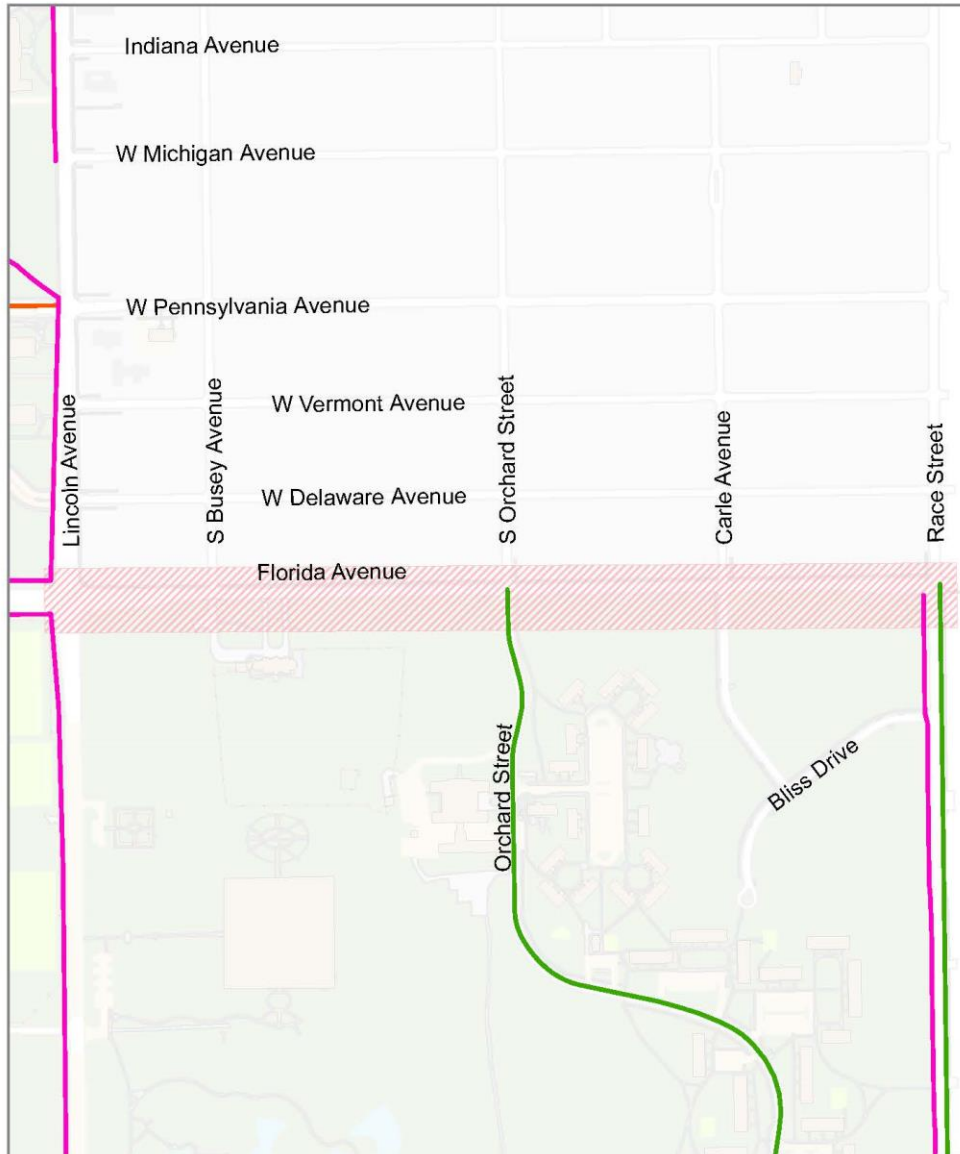 Indiana Avenue
W Michigan Avenue
W Pennsylvania Avenue
W Vermont Avenue
W Delaware Avenue
Lincoln Avenue
S Busey Avenue
S Orchard Street
Carle Avenue
Race Street
Florida Avenue
Orchard Street
Bliss Drive